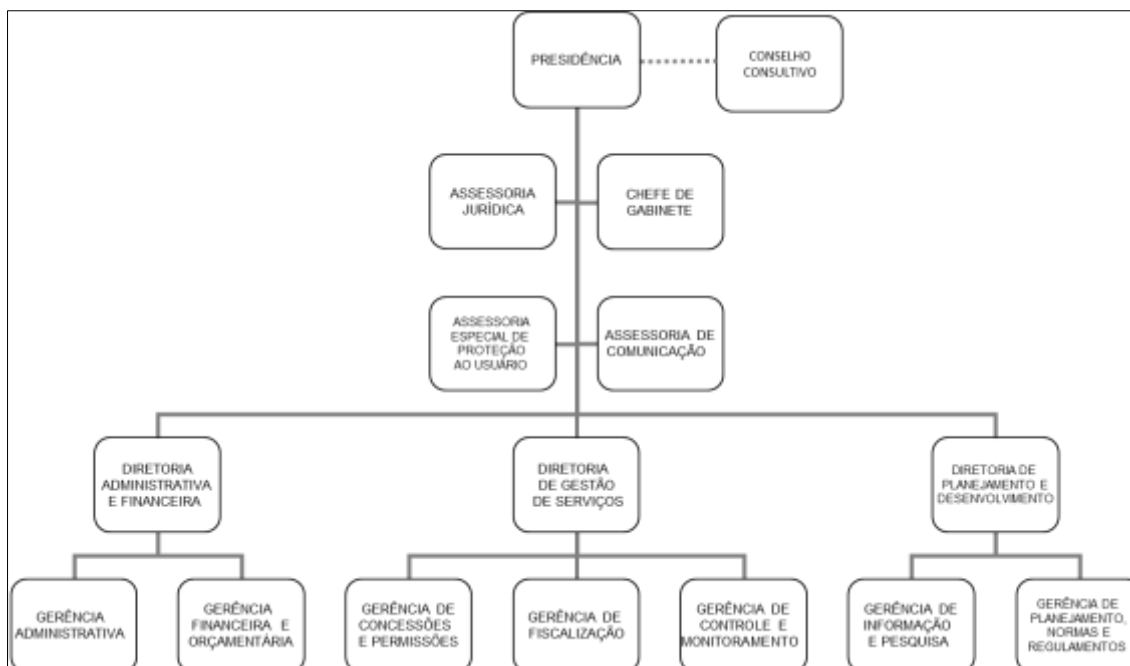 PRESIDÊNCIA
CONSELHO
CONSULTIVO
ASSESSORIA
JURÍDICA
CHEFE DE
GABINETE
ASSESSORIA
ESPECIAL DE
PROTEÇÃO
AO USUÁRIO
ASSESSORIA DE
COMUNICAÇÃO
DIRETORIA
ADMINISTRATIVA
E FINANCEIRA
DIRETORIA
DE GESTÃO
DE SERVIÇOS
DIRETORIA DE
PLANEJAMENTO E
DESENVOLVIMENTO
GERÊNCIA
ADMINISTRATIVA
GERÊNCIA
FINANCEIRA E
ORÇAMENTÁRIA
GERÊNCIA DE
CONCESSÕES
E PERMISSÕES
GERÊNCIA DE
FISCALIZAÇÃO
GERÊNCIA DE
CONTROLE E
MONITORAMENTO
GERÊNCIA DE
INFORMAÇÃO
E PESQUISA
GERÊNCIA DE
PLANEJAMENTO,
NORMAS E
REGULAMENTOS